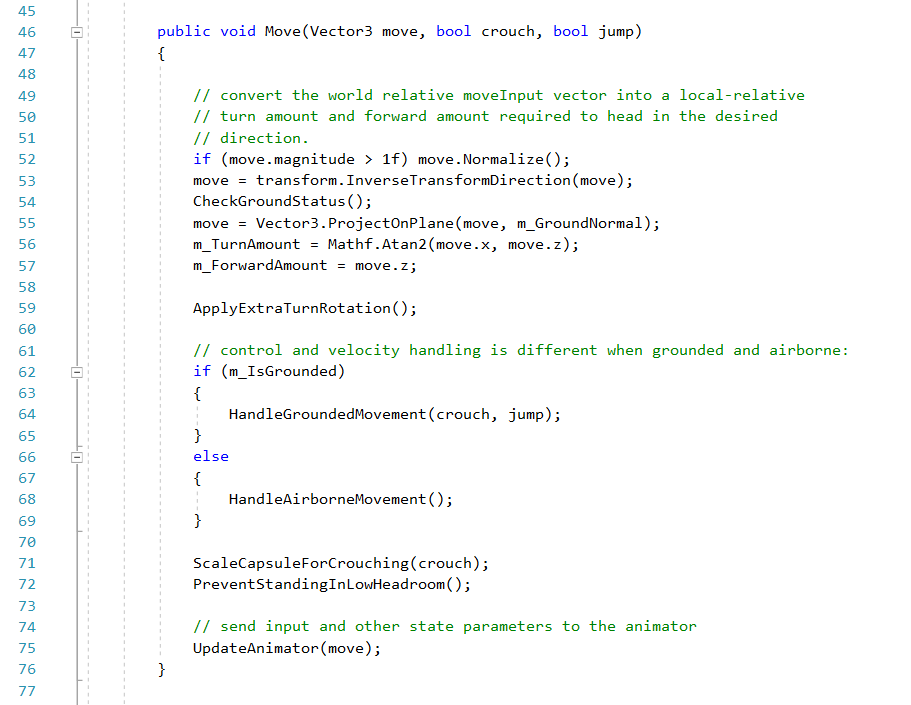 45
46 public void Move(Vector3 move, bool crouch, bool jump)
47 {
48
49 // convert the world relative moveInput vector into a local-relative
50 // turn amount and forward amount required to head in the desired
51 // direction.
52 if (move.magnitude > 1f) move.Normalize();
53 move = transform.InverseTransformDirection(move);
54 CheckGroundStatus();
55 move = Vector3.ProjectOnPlane(move, m_GroundNormal);
56 m_TurnAmount = Mathf.Atan2(move.x, move.z);
57 m_ForwardAmount = move.z;
58
59 ApplyExtraTurnRotation();
60
61 // control and velocity handling is different when grounded and airborne:
62 if (m_IsGrounded)
63 {
64 HandleGroundedMovement(crouch, jump);
65 }
66 else
67 {
68 HandleAirborneMovement();
69 }
70
71 ScaleCapsuleForCrouching(crouch);
72 PreventStandingInLowHeadroom();
73
74 // send input and other state parameters to the animator
75 UpdateAnimator(move);
76 }
77